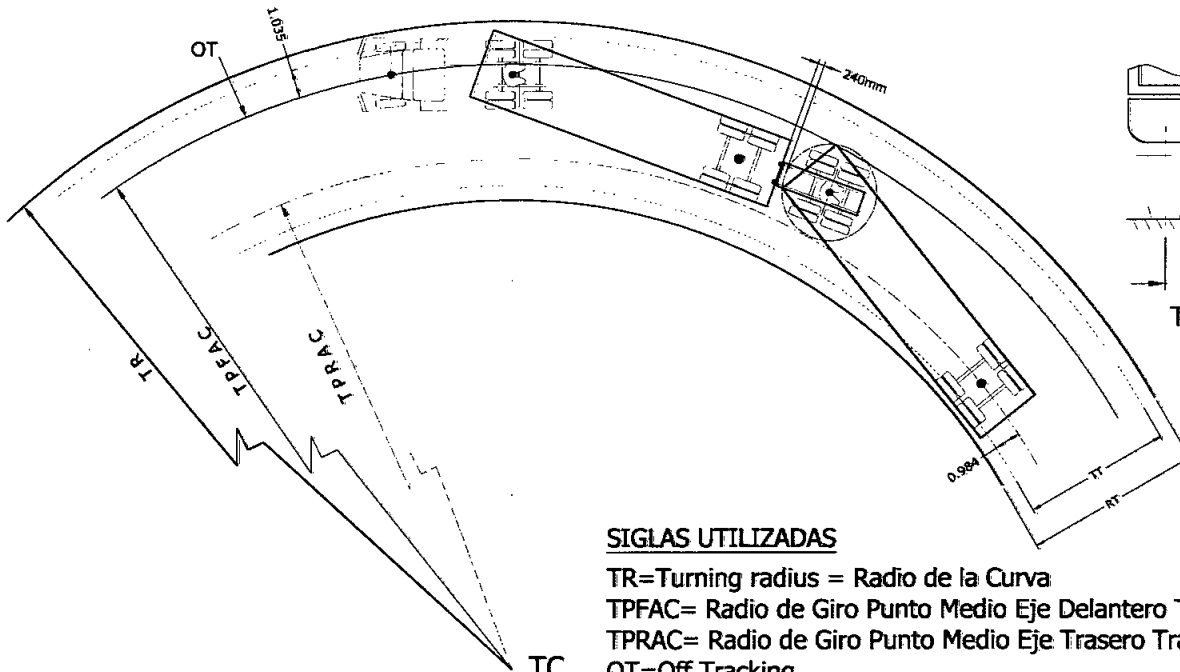 1.035
OT
240mm
TR
TPFAC
TPRAC
T
0.984
TT
RT
TC
SIGLAS UTILIZADAS
TR=Turning radius = Radio de la Curva
TPFAC= Radio de Giro Punto Medio Eje Delantero T
TPRAC= Radio de Giro Punto Medio Eje Trasero Tra
OT=Off Tracking